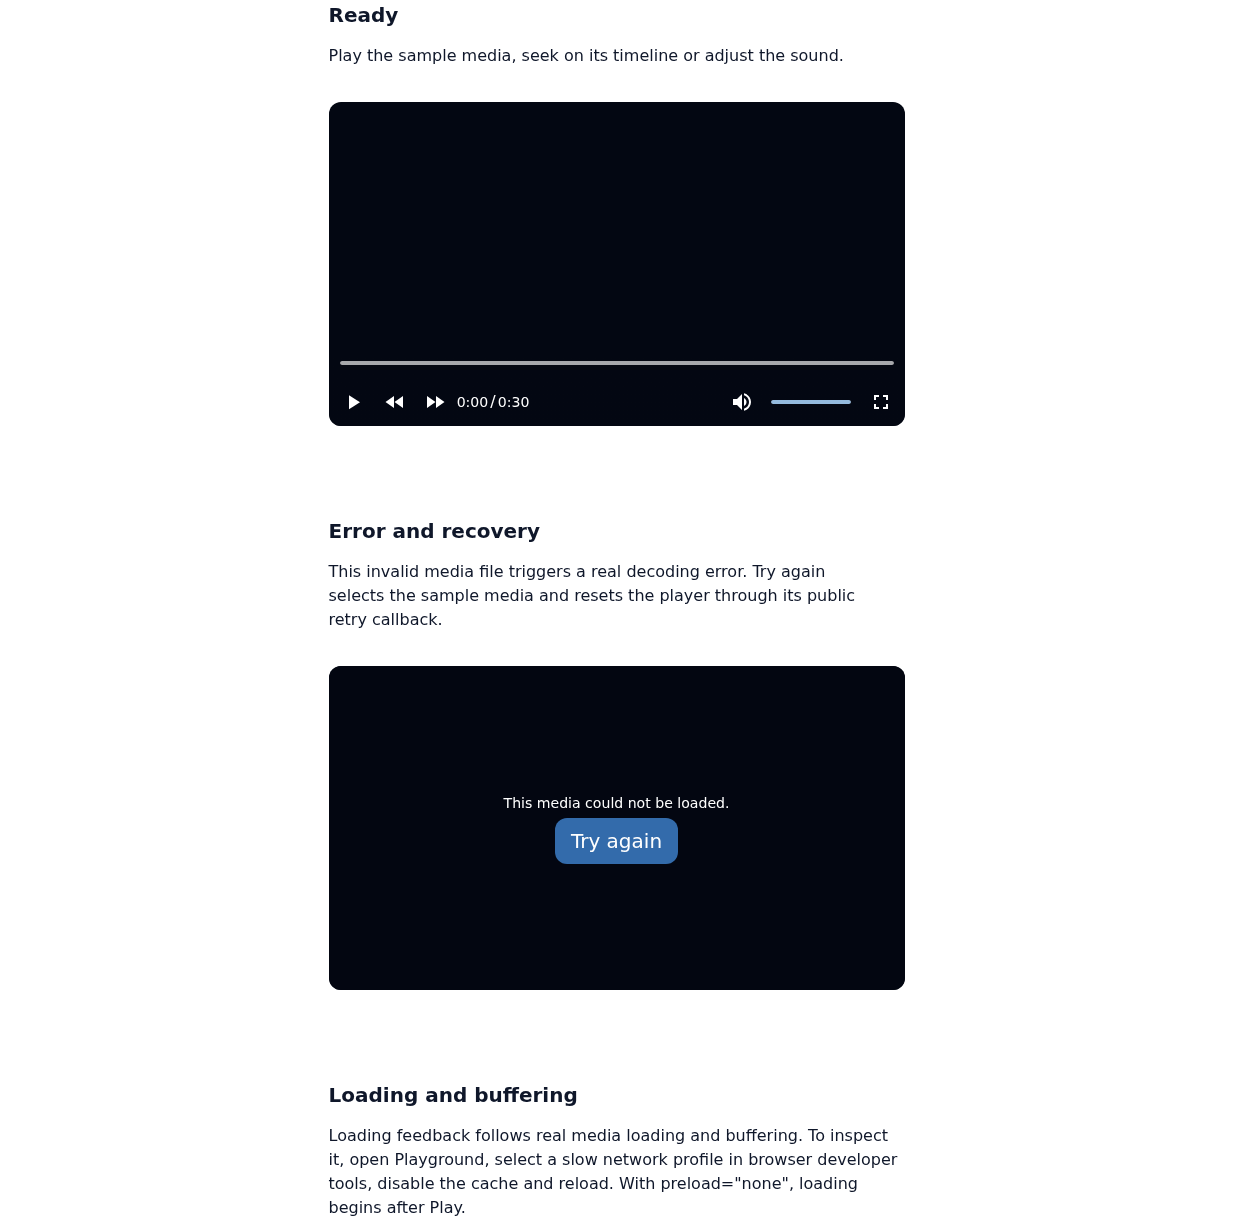 Ready
Play the sample media, seek on its timeline or adjust the sound.
0:00 / 0:30
Error and recovery
This invalid media file triggers a real decoding error. Try again
selects the sample media and resets the player through its public
retry callback.
This media could not be loaded.
Try again
Loading and buffering
Loading feedback follows real media loading and buffering. To inspect
it, open Playground, select a slow network profile in browser developer
tools, disable the cache and reload. With preload="none", loading
begins after Play.